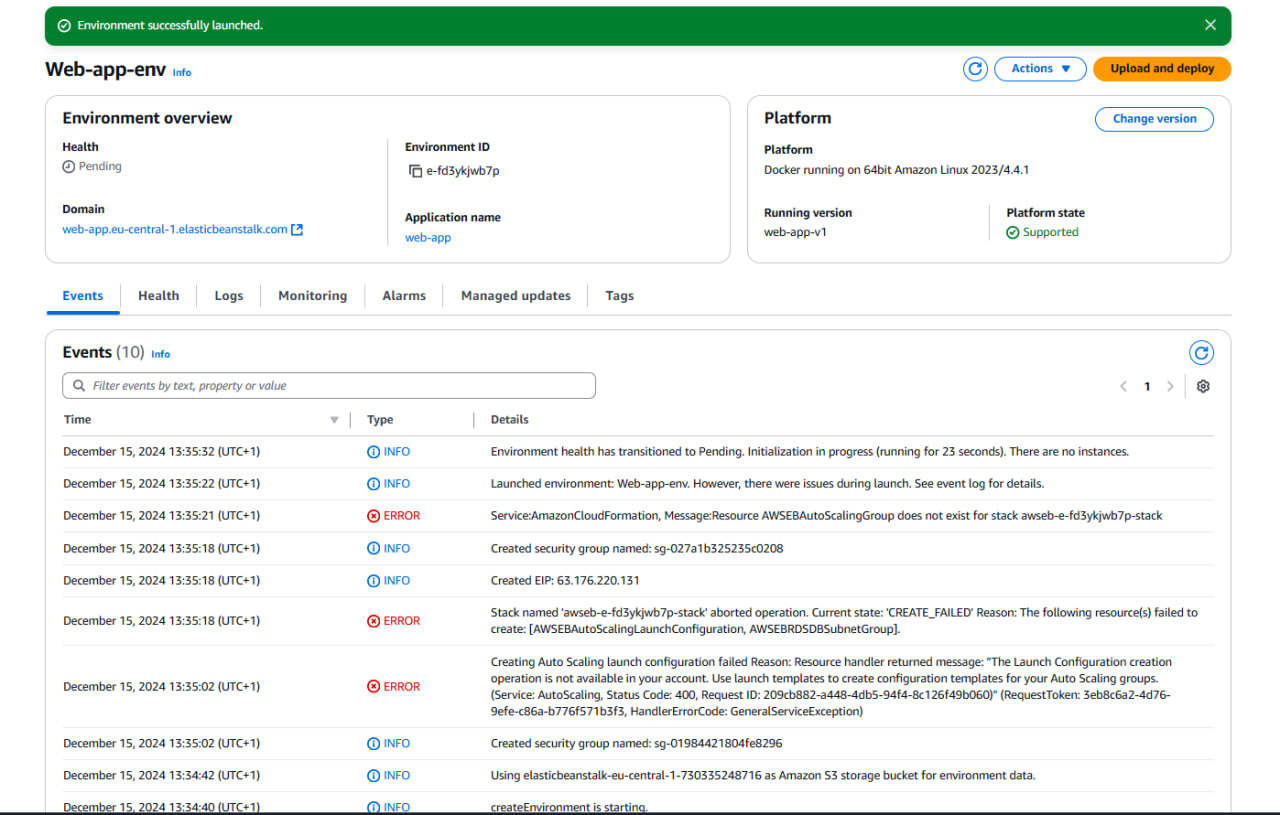 Environment successfully launched.
Web-app-env Info
Actions
Upload and deploy
Environment overview
Health
Pending
Environment ID
e-fd3ykjwb7p
Domain
web-app.eu-central-1.elasticbeanstalk.com
Application name
web-app
Platform
Change version
Platform
Docker running on 64bit Amazon Linux 2023/4.4.1
Running version
web-app-v1
Platform state
Supported
Events Health Logs Monitoring Alarms Managed updates Tags
Events (10) Info
Filter events by text, property or value
1
Time Type Details
December 15, 2024 13:35:32 (UTC+1) INFO Environment health has transitioned to Pending. Initialization in progress (running for 23 seconds). There are no instances.
December 15, 2024 13:35:22 (UTC+1) INFO Launched environment: Web-app-env. However, there were issues during launch. See event log for details.
December 15, 2024 13:35:21 (UTC+1) ERROR Service:AmazonCloudFormation, Message:Resource AWSEBAutoScalingGroup does not exist for stack awseb-e-fd3ykjwb7p-stack
December 15, 2024 13:35:18 (UTC+1) INFO Created security group named: sg-027a1b325235c0208
December 15, 2024 13:35:18 (UTC+1) INFO Created EIP: 63.176.220.131
December 15, 2024 13:35:18 (UTC+1) ERROR Stack named 'awseb-e-fd3ykjwb7p-stack' aborted operation. Current state: 'CREATE_FAILED' Reason: The following resource(s) failed to
create: [AWSEBAutoScalingLaunchConfiguration, AWSEBRDSDBSubnetGroup].
December 15, 2024 13:35:02 (UTC+1) ERROR Creating Auto Scaling launch configuration failed Reason: Resource handler returned message: "The Launch Configuration creation
operation is not available in your account. Use launch templates to create configuration templates for your Auto Scaling groups.
(Service: AutoScaling, Status Code: 400, Request ID: 209cb882-a448-4db5-94f4-8c126f49b060)" (RequestToken: 3eb8c6a2-4d76-
9efe-c86a-b776f571b3f3, HandlerErrorCode: GeneralServiceException)
December 15, 2024 13:35:02 (UTC+1) INFO Created security group named: sg-01984421804fe8296
December 15, 2024 13:34:42 (UTC+1) INFO Using elasticbeanstalk-eu-central-1-730335248716 as Amazon S3 storage bucket for environment data.
December 15, 2024 13:34:40 (UTC+1) INFO createEnvironment is starting.